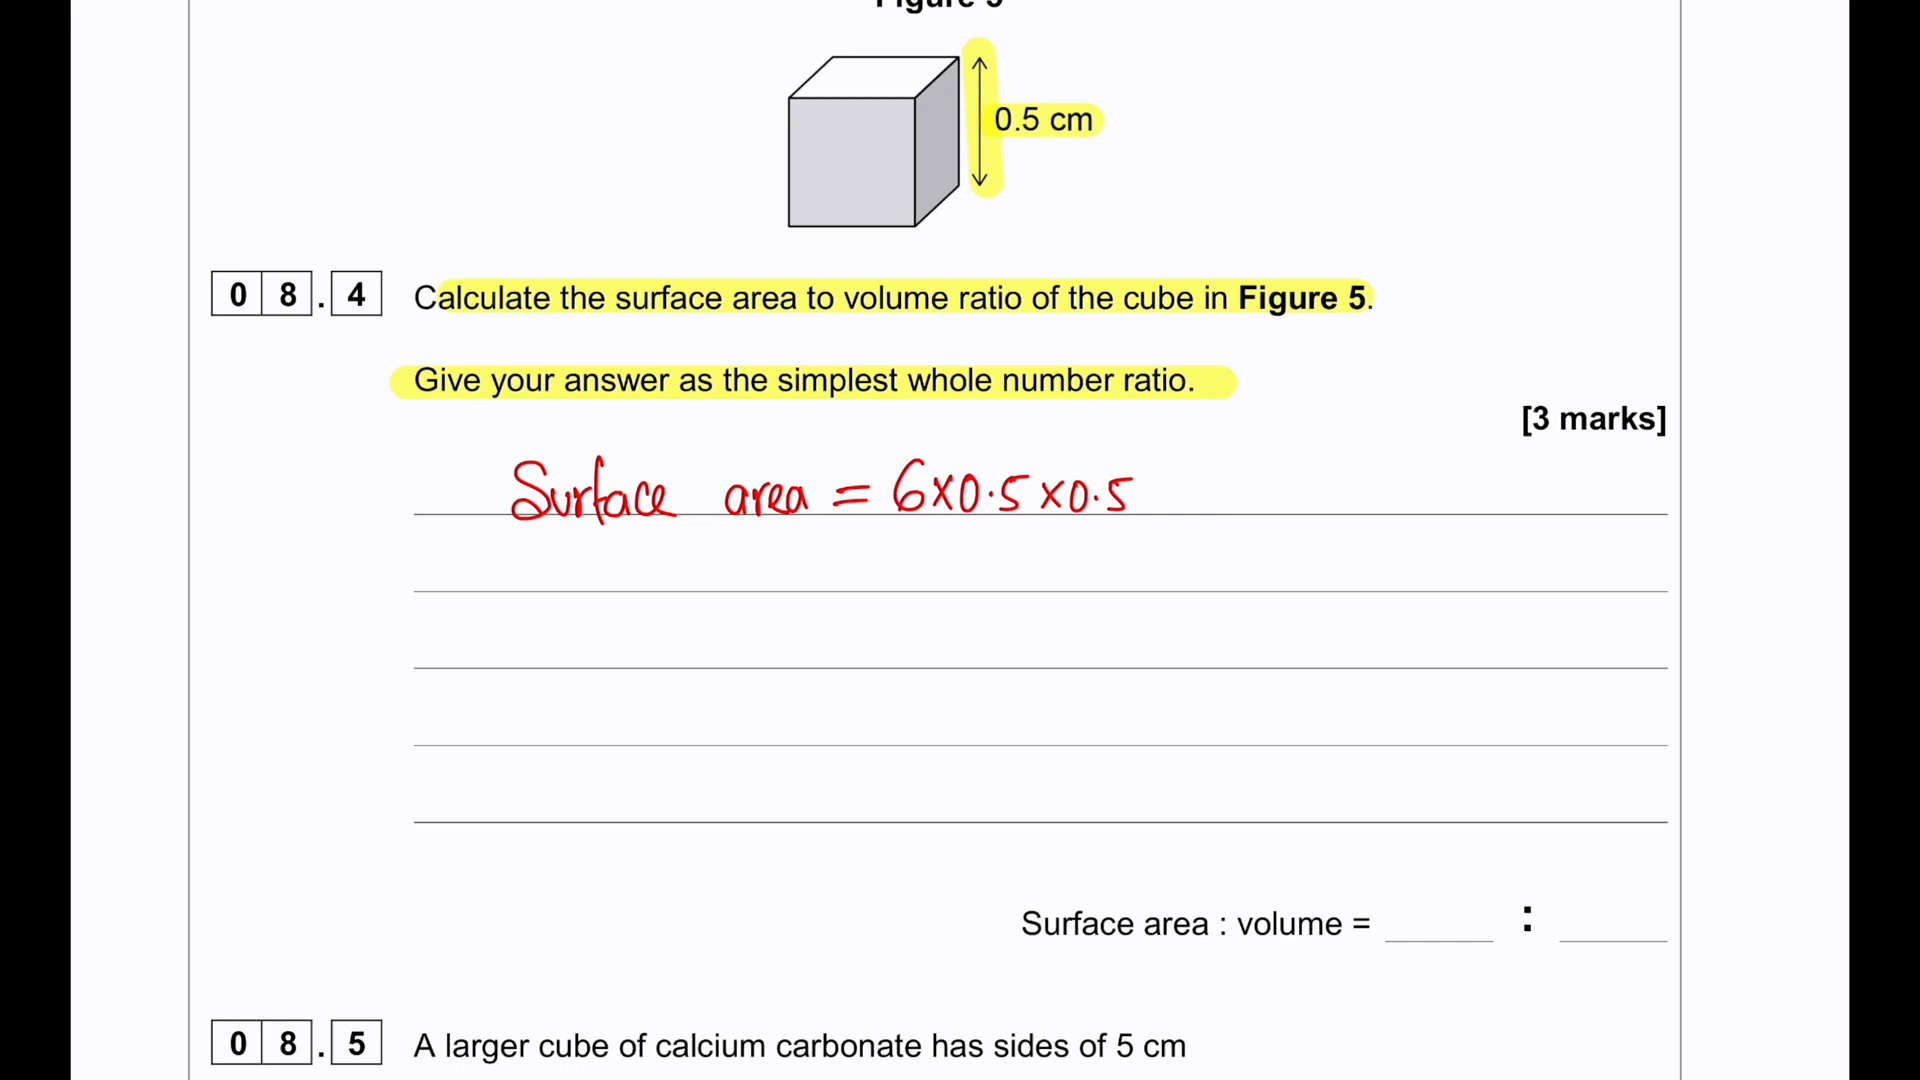 Figure 5
0.5 cm
0 8 . 4 Calculate the surface area to volume ratio of the cube in Figure 5.
Give your answer as the simplest whole number ratio.
[3 marks]
Surface area = 6×0.5×0.5
Surface area : volume = ______ : ______
0 8 . 5 A larger cube of calcium carbonate has sides of 5 cm